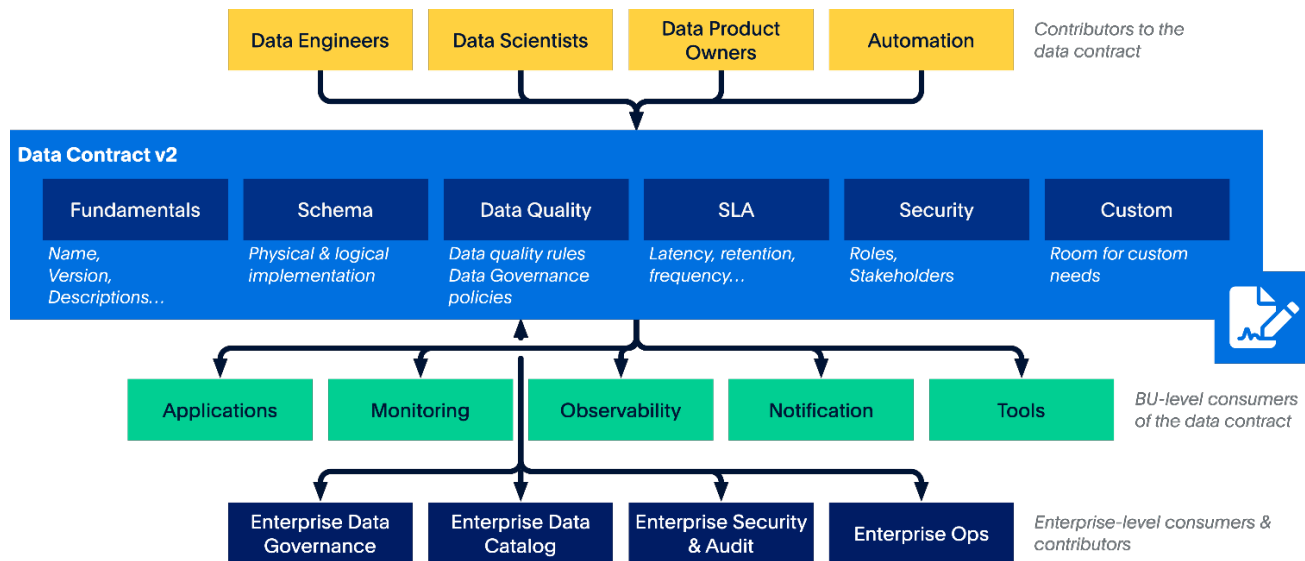 Data Engineers
Data Scientists
Data Product
Owners
Automation
Contributors to the
data contract
Data Contract v2
Fundamentals
Name,
Version,
Descriptions...
Schema
Physical & logical
implementation
Data Quality
Data quality rules
Data Governance
policies
SLA
Latency, retention,
frequency...
Security
Roles,
Stakeholders
Custom
Room for custom
needs
Applications
Monitoring
Observability
Notification
Tools
BU-level consumers
of the data contract
Enterprise Data
Governance
Enterprise Data
Catalog
Enterprise Security
& Audit
Enterprise Ops
Enterprise-level consumers &
contributors